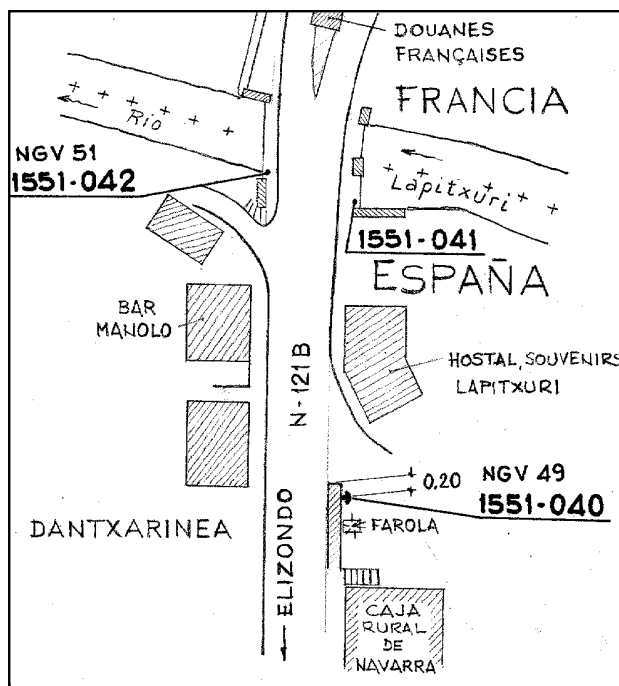 DOUANES
FRANÇAISES
FRANCIA
Rio
NGV 51
1551-042
Lapitxuri
1551-041
ESPAÑA
BAR
MANOLO
N-121B
HOSTAL, SOUVENIRS
LAPITXURI
0,20
NGV 49
1551-040
DANTXARINEA
FAROLA
ELIZONDO
CAJA
RURAL
DE
NAVARRA